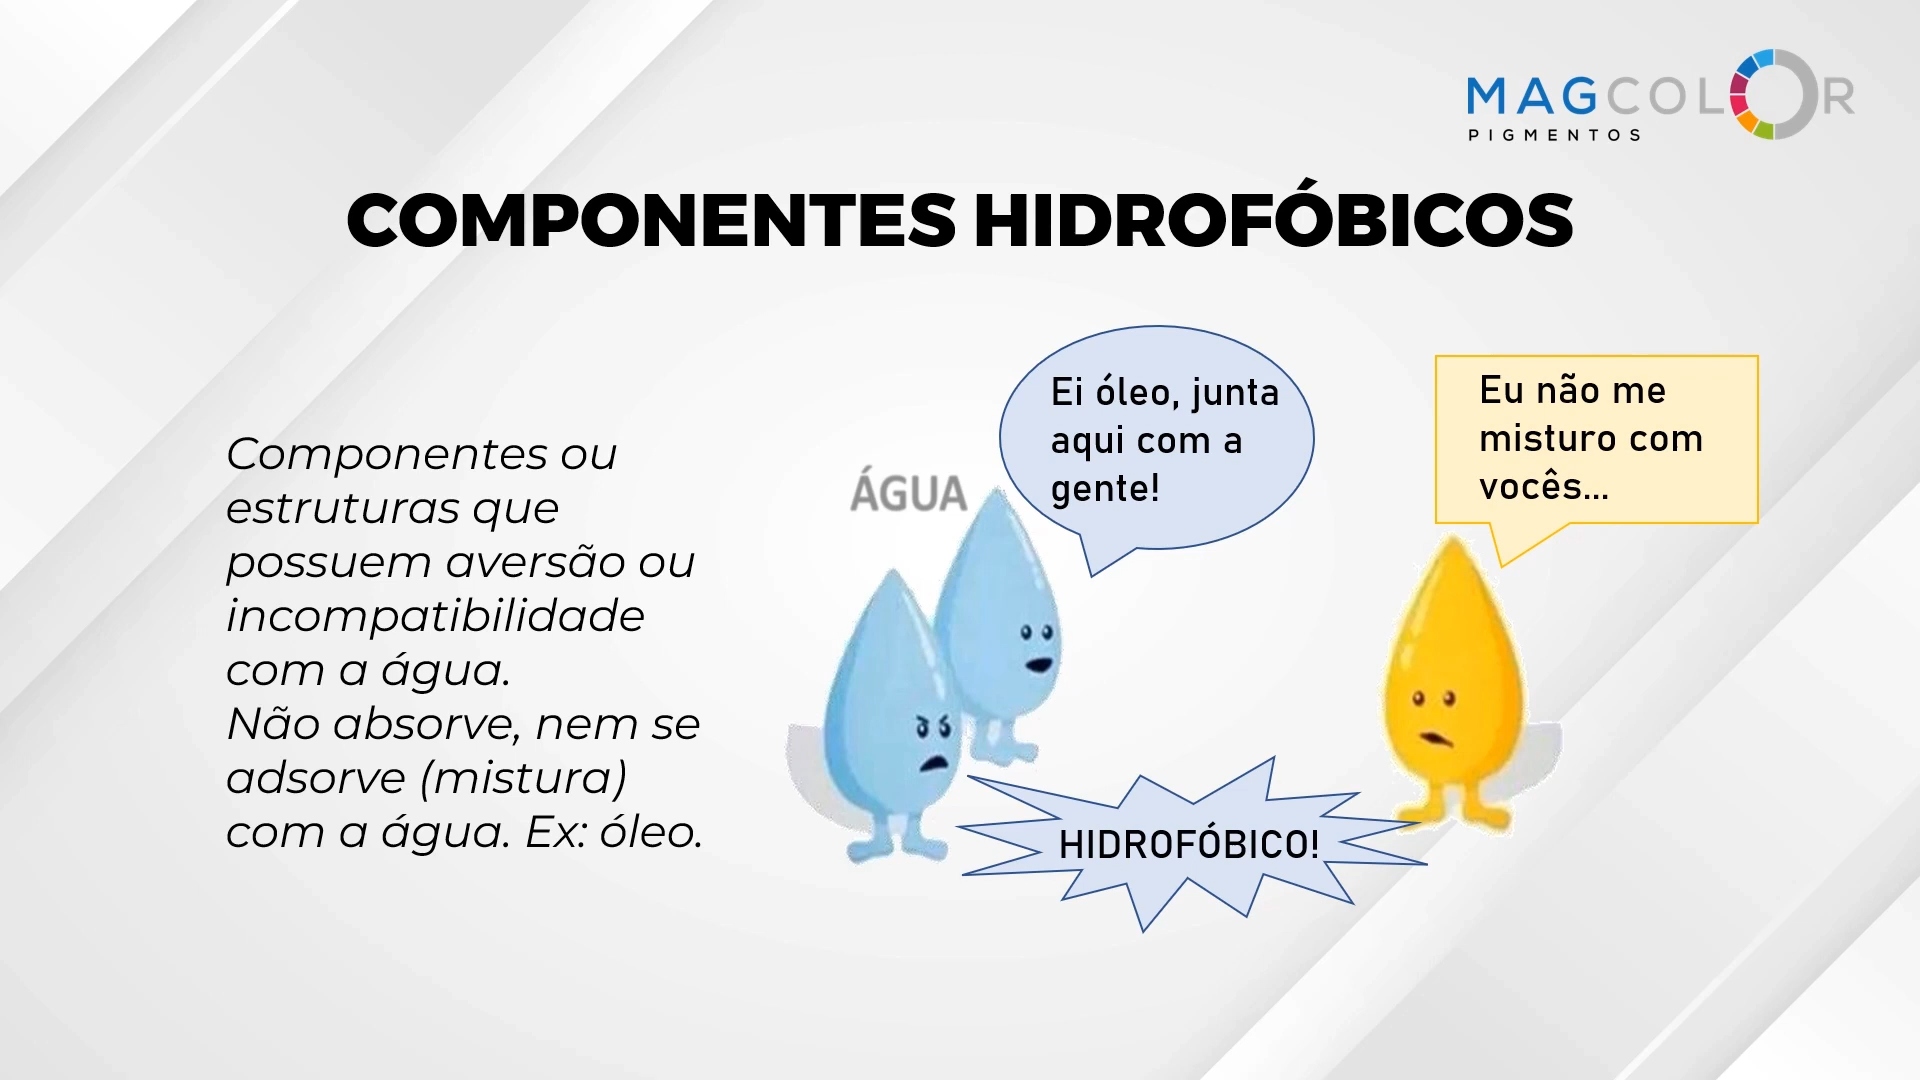 MAGCOLOR
PIGMENTOS
COMPONENTES HIDROFÓBICOS
Componentes ou
estruturas que
possuem aversão ou
incompatibilidade
com a água.
Não absorve, nem se
adsorve (mistura)
com a água. Ex: óleo.
ÁGUA
Ei óleo, junta
aqui com a
gente!
Eu não me
misturo com
vocês...
HIDROFÓBICO!